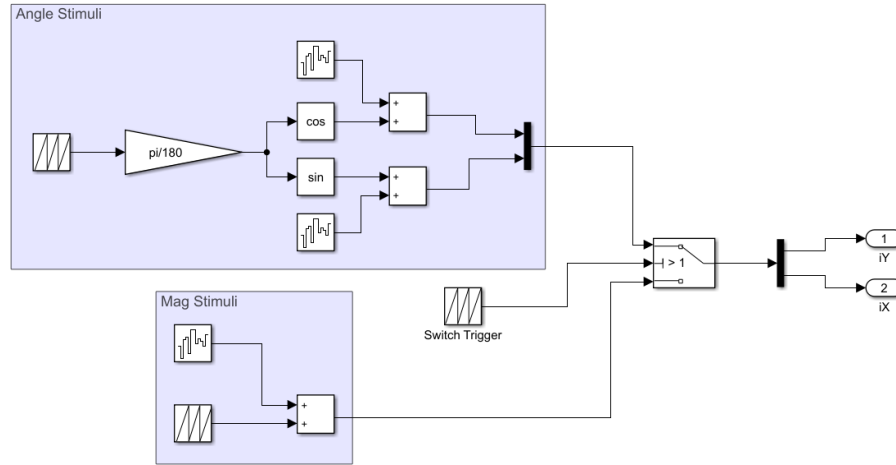 Angle Stimuli
+
+
cos
pi/180
sin
+
+
> 1
1
iY
2
iX
Switch Trigger
Mag Stimuli
+
+